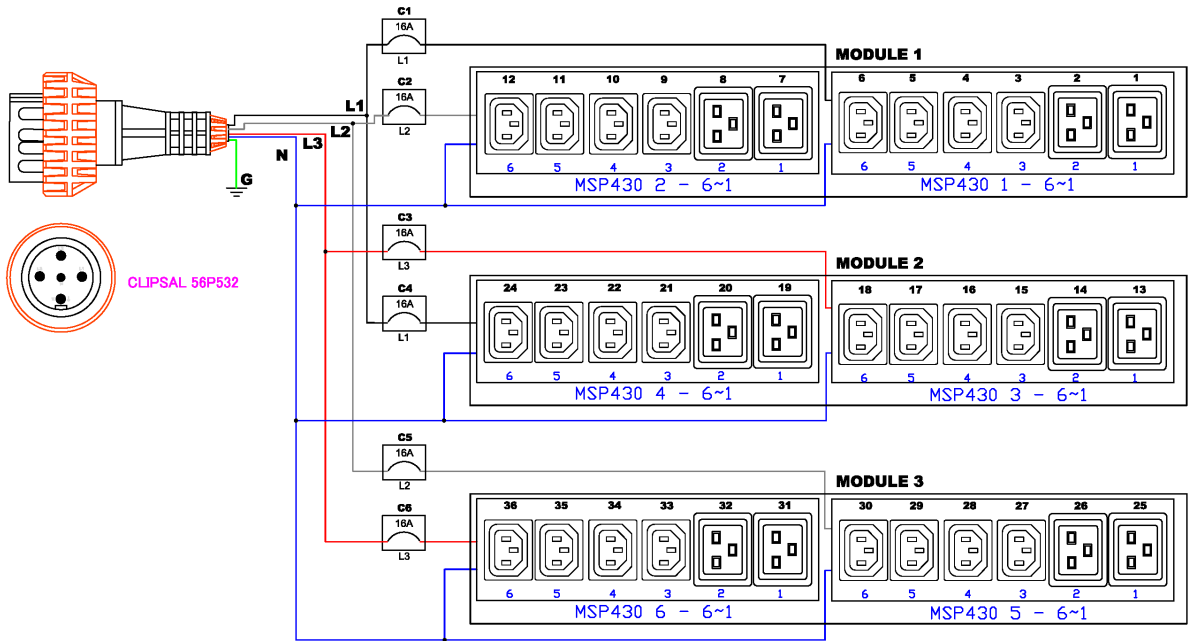 C1
16A
L1
MODULE 1
C2
16A
L2
12 11 10 9 8 7
6 5 4 3 2 1
L1
L2
L3
N
G
6 5 4 3 2 1
6 5 4 3 2 1
MSP430 2 - 6~1
MSP430 1 - 6~1
C3
16A
L3
MODULE 2
CLIPSAL 56P532
C4
16A
L1
24 23 22 21 20 19
18 17 16 15 14 13
6 5 4 3 2 1
6 5 4 3 2 1
MSP430 4 - 6~1
MSP430 3 - 6~1
C5
16A
L2
MODULE 3
C6
16A
L3
36 35 34 33 32 31
30 29 28 27 26 25
6 5 4 3 2 1
6 5 4 3 2 1
MSP430 6 - 6~1
MSP430 5 - 6~1